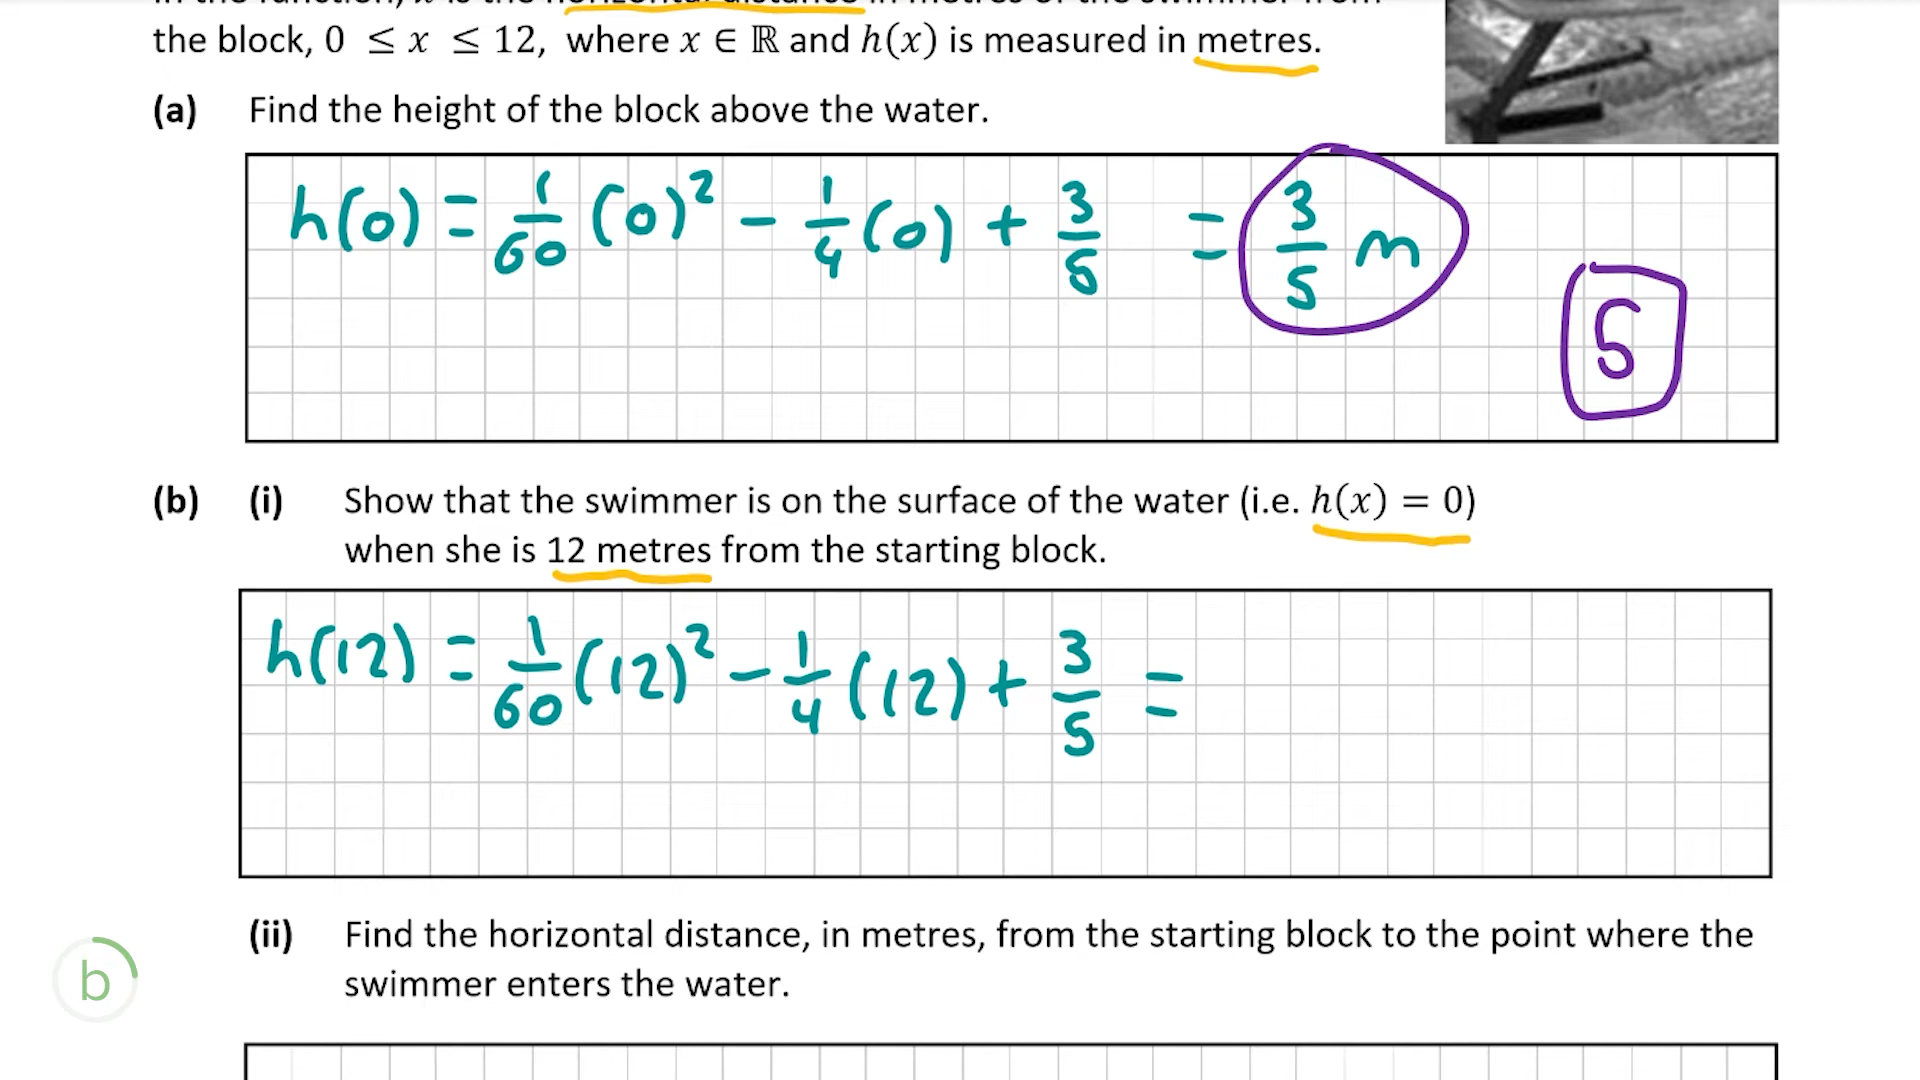 the block, 0 ≤ x ≤ 12, where x ∈ ℝ and h(x) is measured in metres.
(a) Find the height of the block above the water.
h(0) = 1/60 (0)² - 1/4 (0) + 3/5 = 3/5 m
5
(b) (i) Show that the swimmer is on the surface of the water (i.e. h(x) = 0)
when she is 12 metres from the starting block.
h(12) = 1/60 (12)² - 1/4 (12) + 3/5 =
(ii) Find the horizontal distance, in metres, from the starting block to the point where the
swimmer enters the water.
b